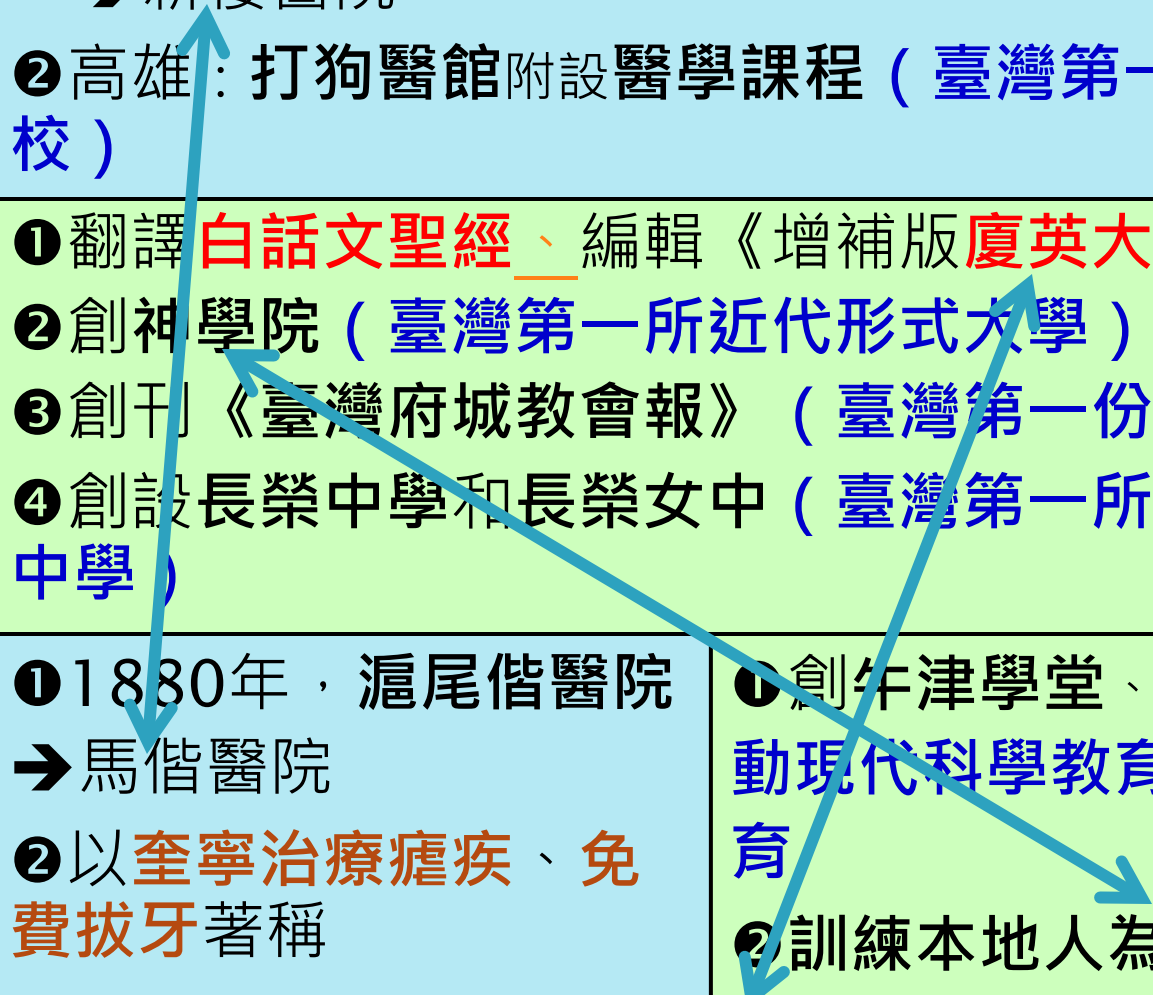 ➔新樓醫院
❷高雄：打狗醫館附設醫學課程（臺灣第一
校）
❶翻譯白話文聖經、編輯《增補版廈英大
❷創神學院（臺灣第一所近代形式大學）
❸創刊《臺灣府城教會報》（臺灣第一份
❹創設長榮中學和長榮女中（臺灣第一所
中學）
❶1880年，滬尾偕醫院
➔馬偕醫院
❷以奎寧治療瘧疾、免
費拔牙著稱
❶創牛津學堂、
動現代科學教育
育
❷訓練本地人為